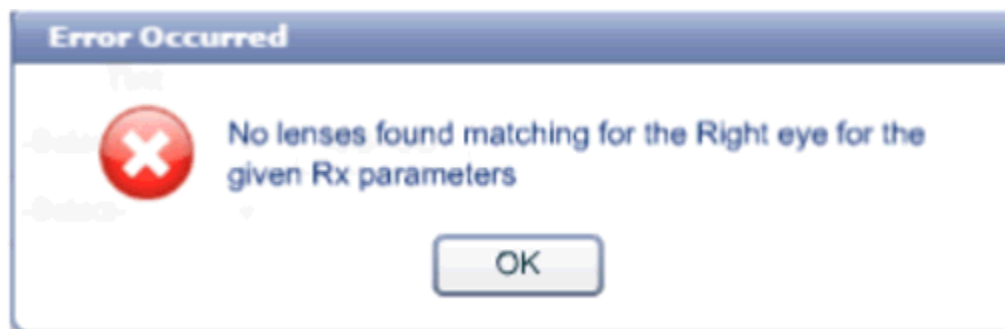 Error Occurred
No lenses found matching for the Right eye for the
given Rx parameters
OK